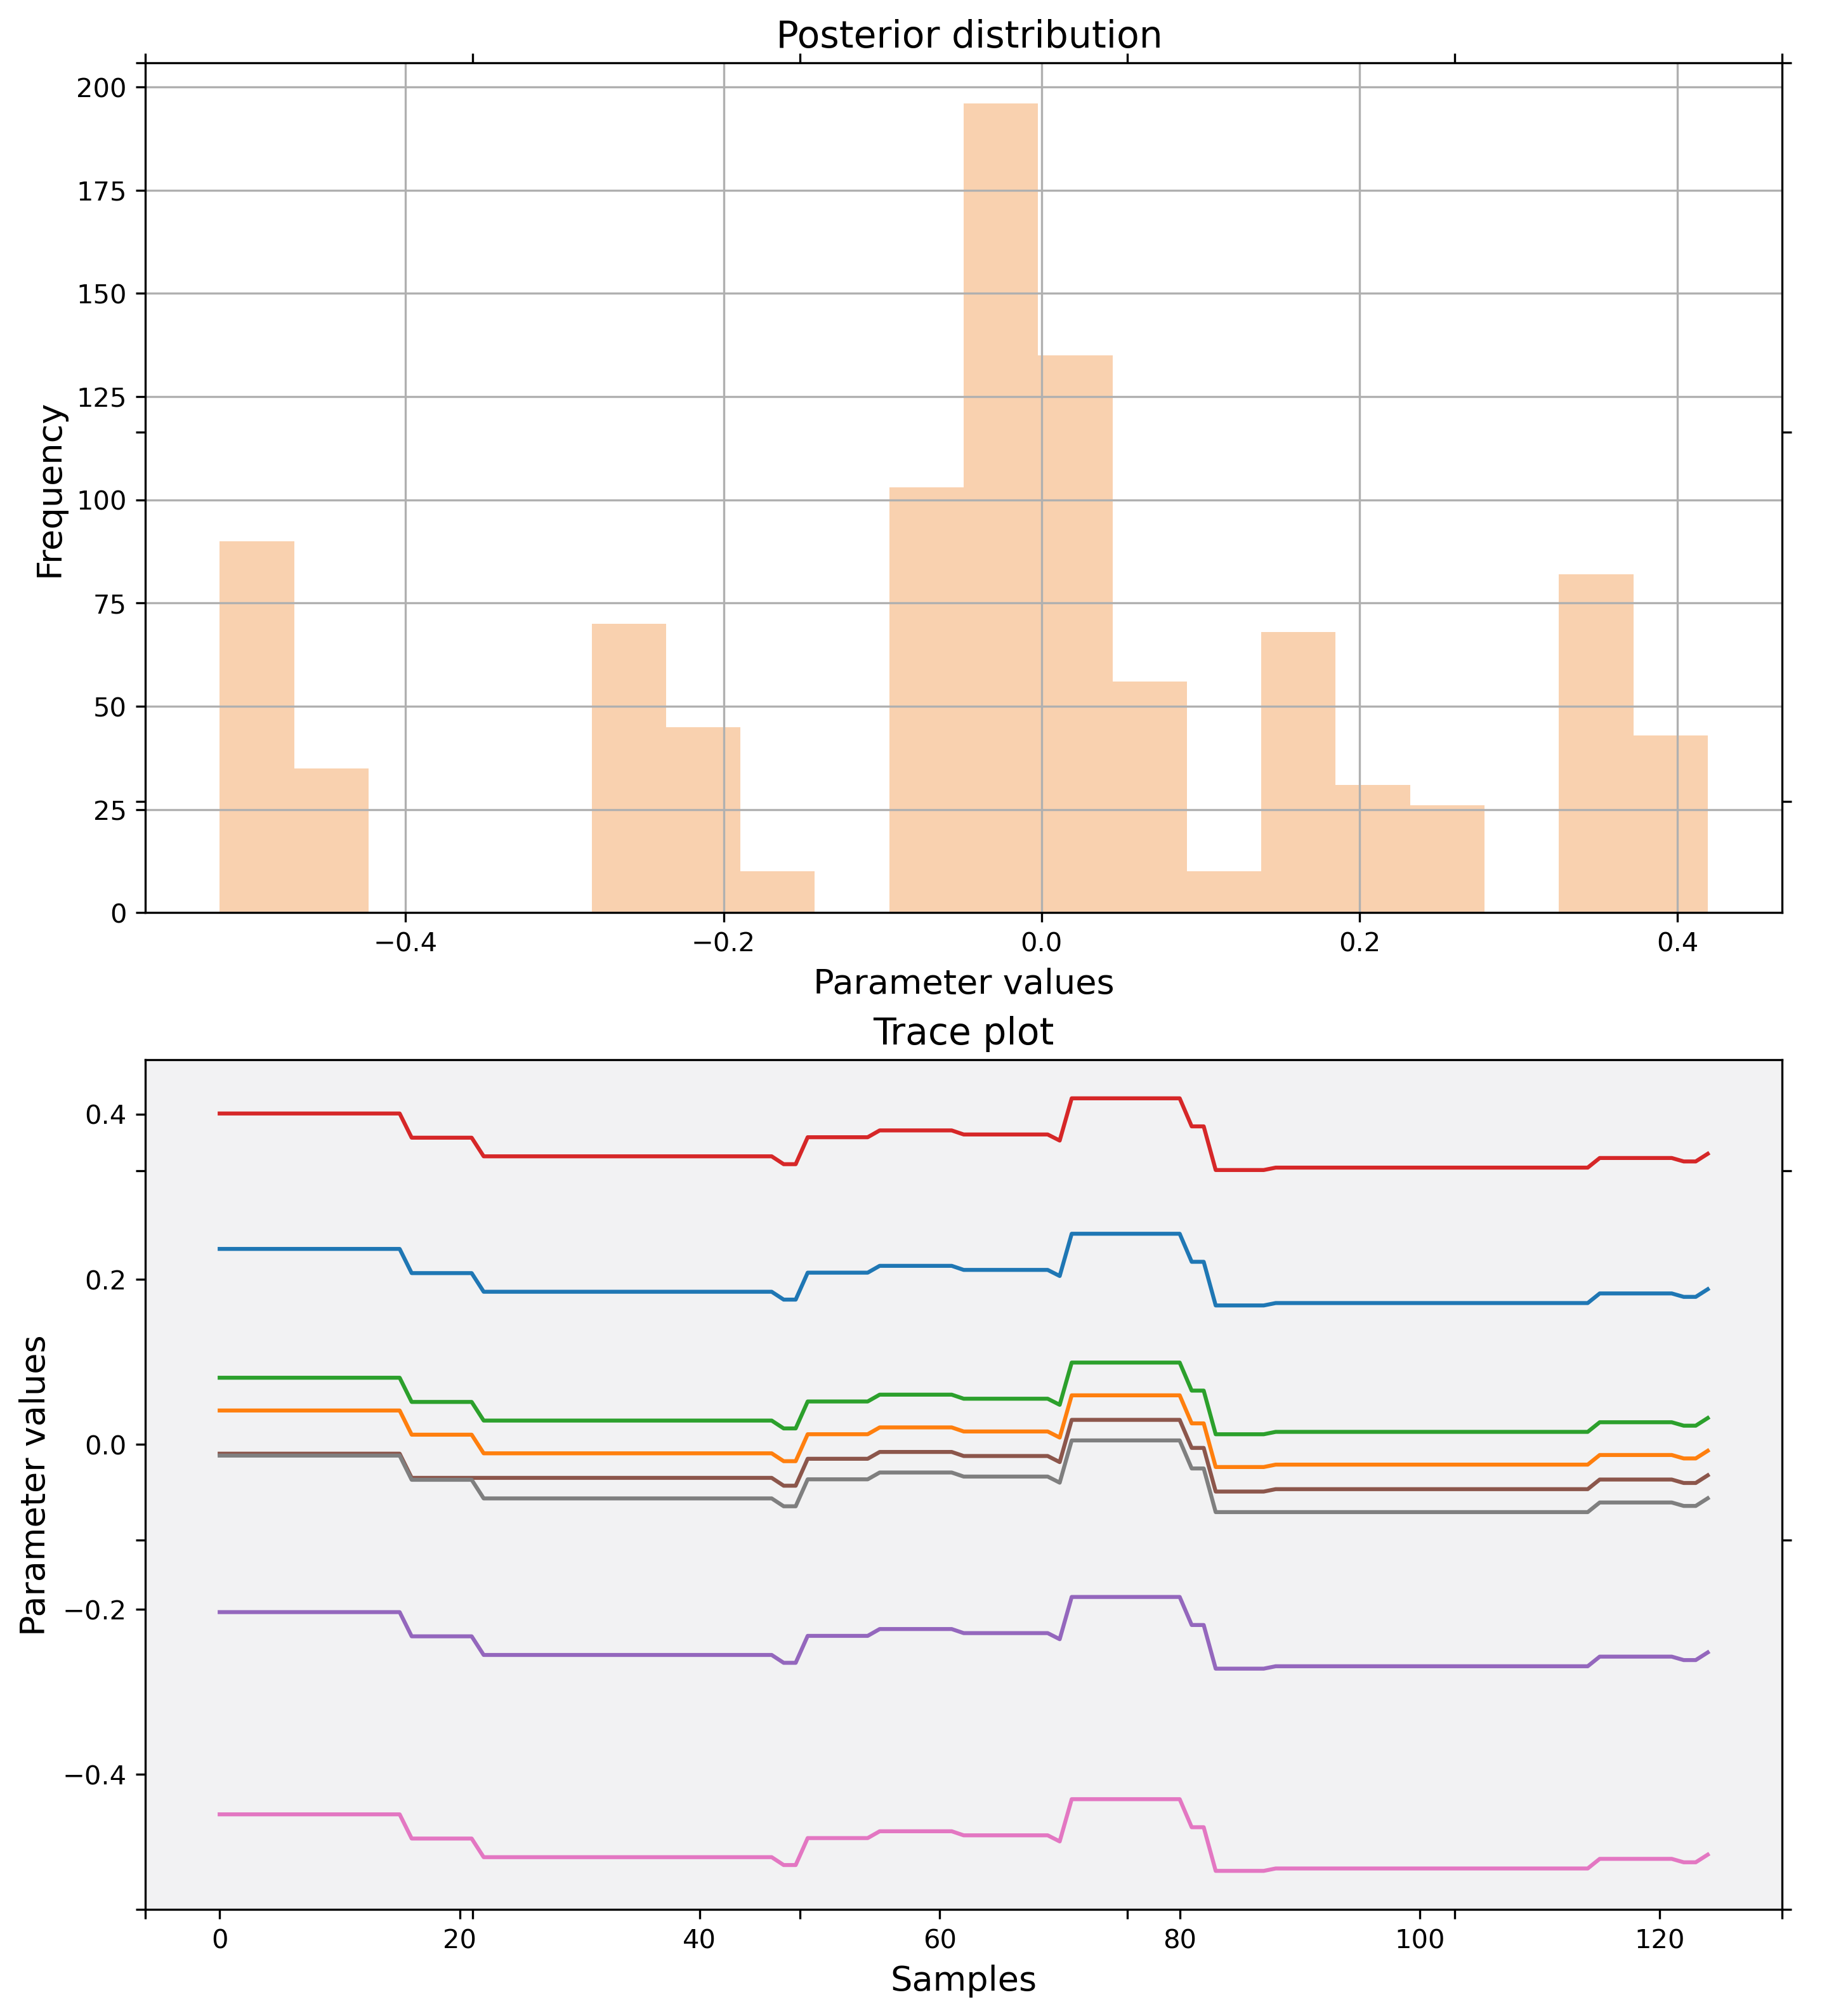 Posterior distribution
200
175
150
125
100
75
50
25
0
Frequency
−0.4 −0.2 0.0 0.2 0.4
Parameter values
Trace plot
0.4
0.2
0.0
−0.2
−0.4
Parameter values
0 20 40 60 80 100 120
Samples